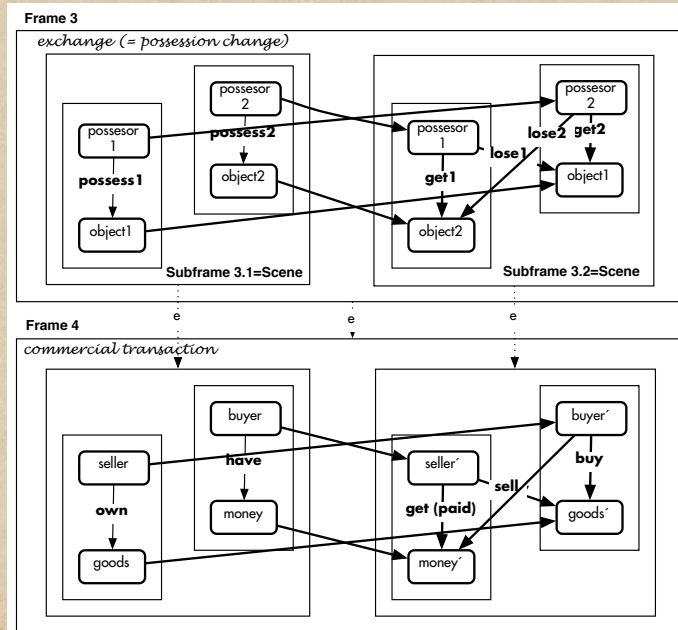 Frame 3
exchange (= possession change)
possesor
1
possess1
object1
possesor
2
possess2
object2
Subframe 3.1=Scene
possesor
1
get1
lose1
object2
possesor
2
lose2
get2
object1
Subframe 3.2=Scene
e
e
e
Frame 4
commercial transaction
seller
own
goods
buyer
have
money
seller´
get (paid)
sell
money´
buyer´
buy
goods´